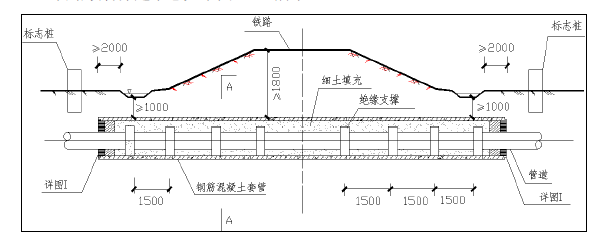 铁路
标志桩
标志桩
≥2000
≥2000
A
≥1800
细土填充
绝缘支撑
≥1000
≥1000
详图I
1500
钢筋混凝土套管
管道
1500
1500
1500
详图I
A